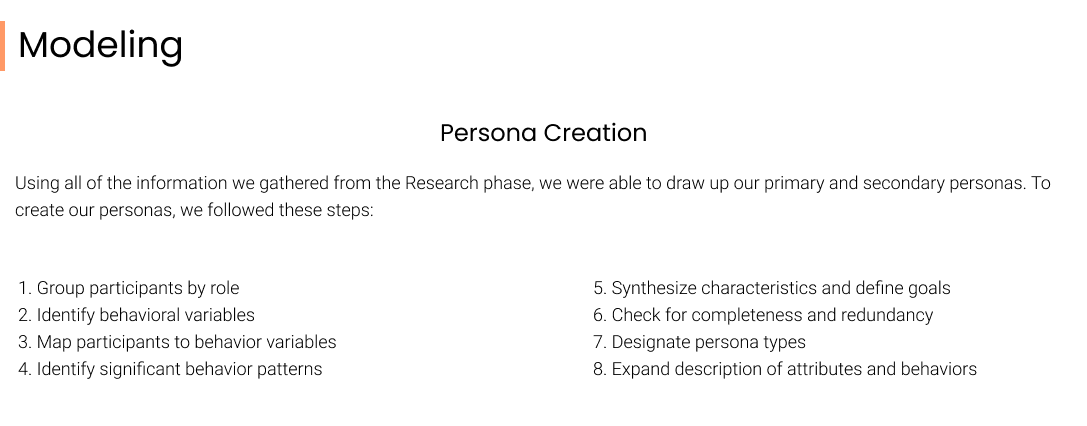 Modeling
Persona Creation
Using all of the information we gathered from the Research phase, we were able to draw up our primary and secondary personas. To
create our personas, we followed these steps:
1. Group participants by role
2. Identify behavioral variables
3. Map participants to behavior variables
4. Identify significant behavior patterns
5. Synthesize characteristics and define goals
6. Check for completeness and redundancy
7. Designate persona types
8. Expand description of attributes and behaviors